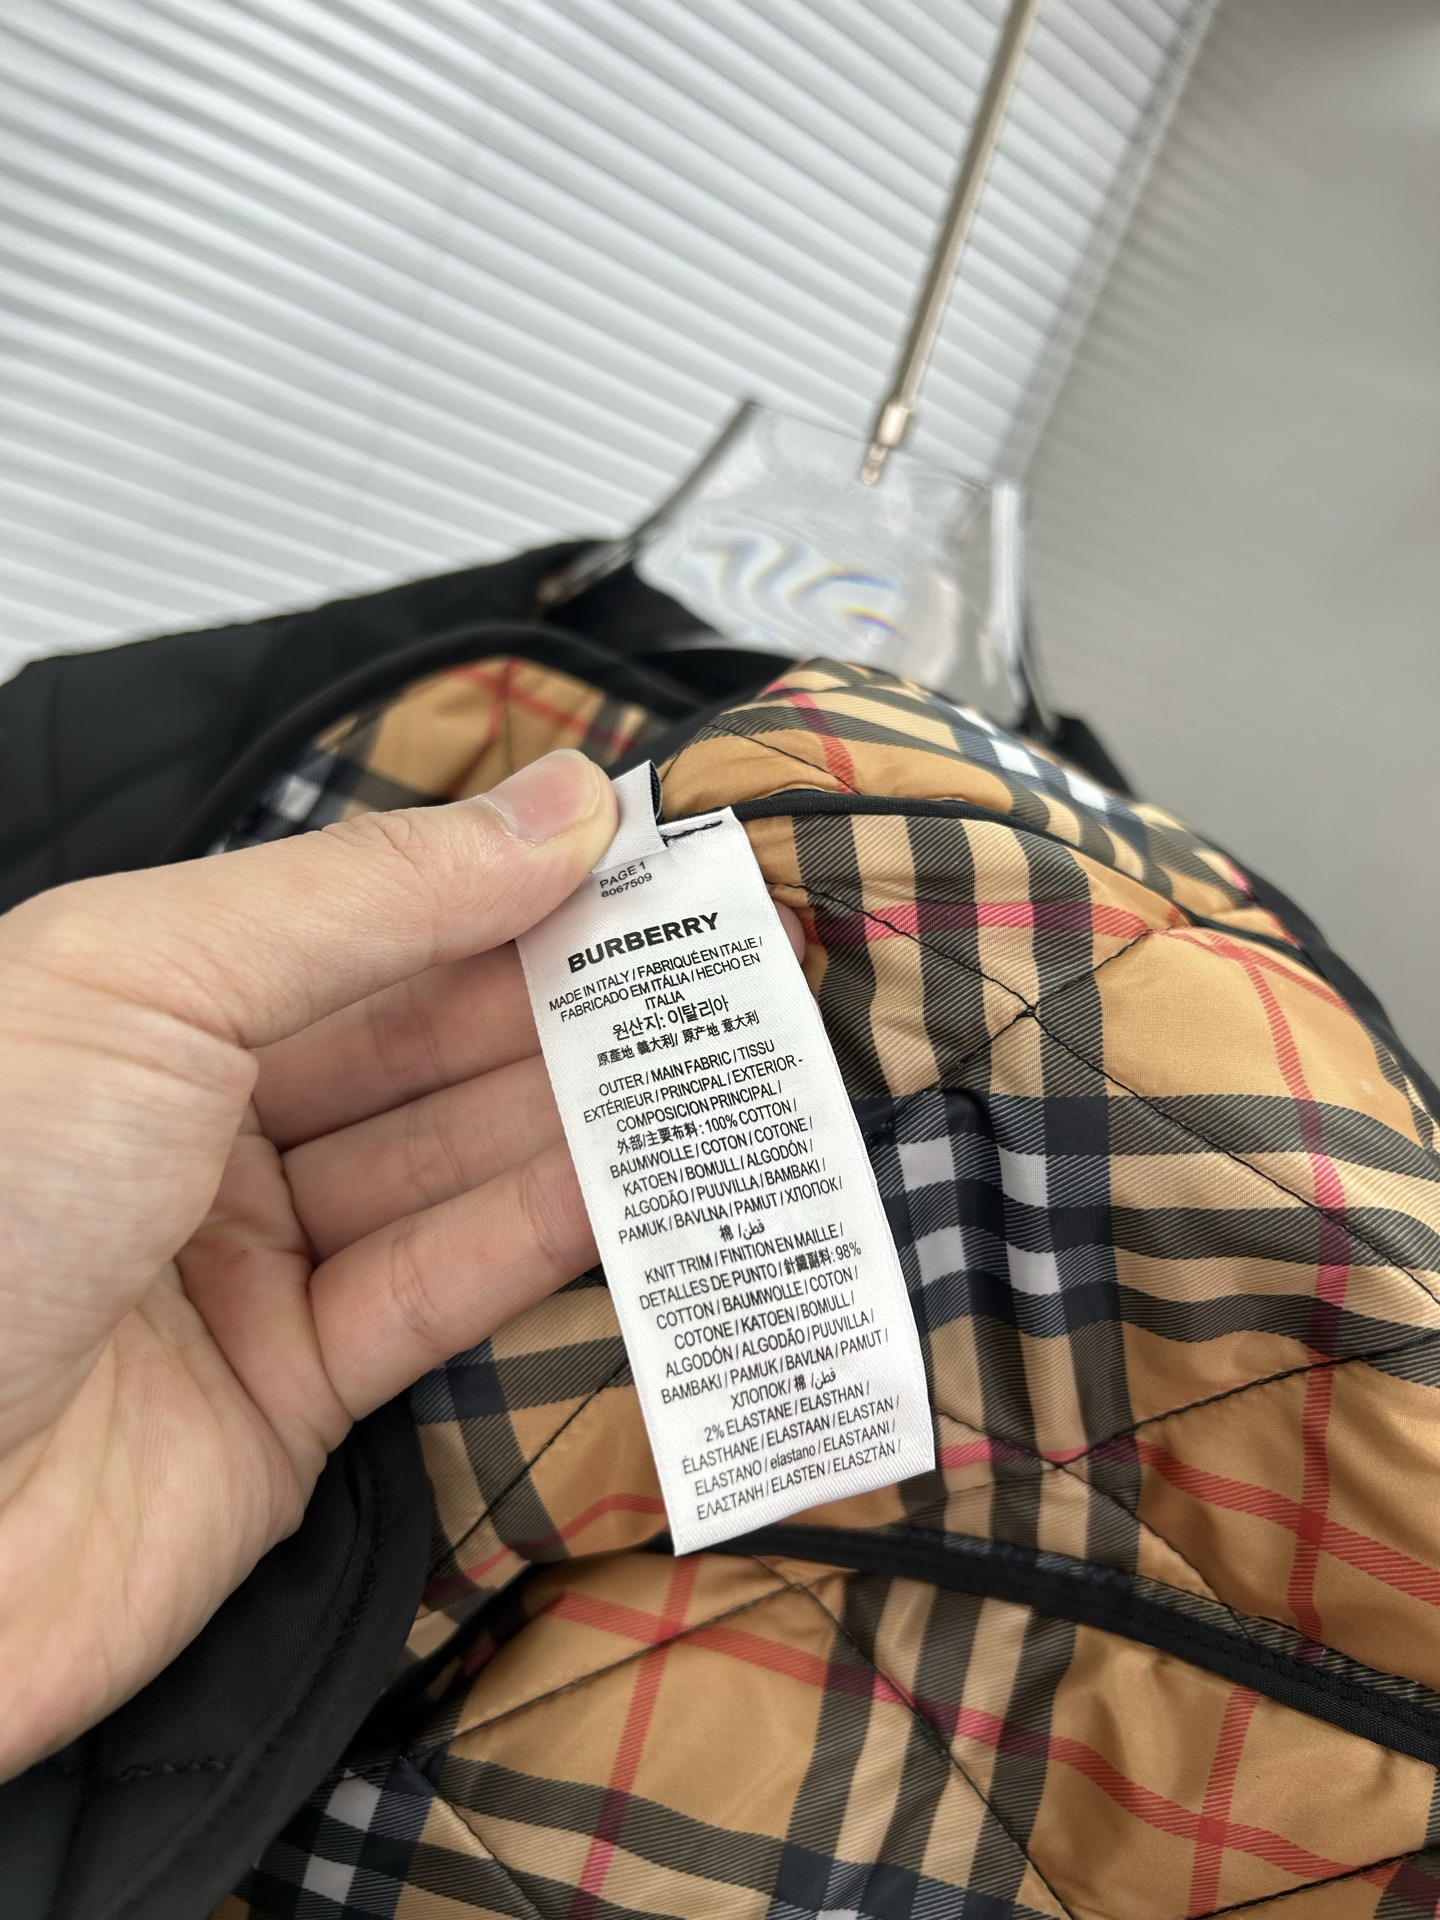 PAGE 1
8067509
BURBERRY
MADE IN ITALY / FABRIQUÉ EN ITALIE /
FABRICADO EM ITÁLIA / HECHO EN
ITALIA
원산지: 이탈리아
原產地 義大利/ 原产地 意大利
OUTER / MAIN FABRIC / TISSU
EXTÉRIEUR / PRINCIPAL / EXTERIOR -
COMPOSICION PRINCIPAL /
外部/主要布料: 100% COTTON /
BAUMWOLLE / COTON / COTONE /
KATOEN / BOMULL / ALGODÓN /
ALGODÃO / PUUVILLA / BAMBAKI /
PAMUK / BAVLNA / PAMUT / ХЛОПОК /
棉 / قطن
KNIT TRIM / FINITION EN MAILLE /
DETALLES DE PUNTO / 針織副料: 98%
COTTON / BAUMWOLLE / COTON /
COTONE / KATOEN / BOMULL /
ALGODÓN / ALGODÃO / PUUVILLA /
BAMBAKI / PAMUK / BAVLNA / PAMUT /
ХЛОПОК / 棉 / قطن
2% ELASTANE / ELASTHAN /
ÉLASTHANE / ELASTAAN / ELASTAN /
ELASTANO / elastano / ELASTAANI /
ΕΛΑΣΤΑΝΗ / ELASTEN / ELASZTÀN /